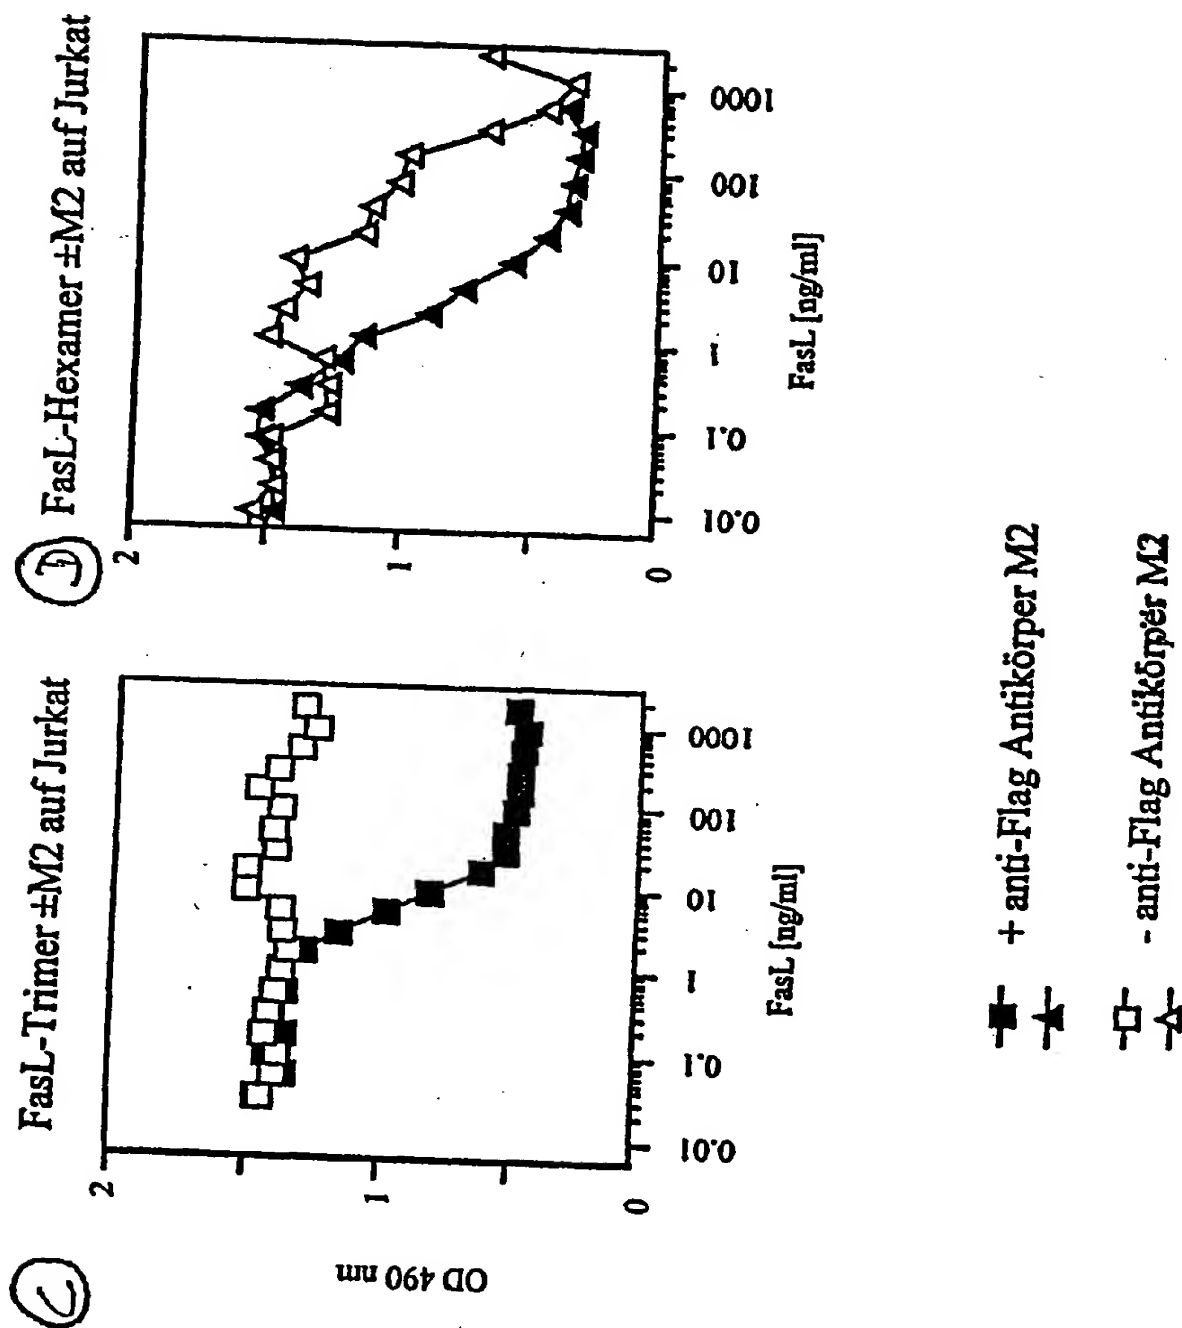 C
FasL-Trimer ±M2 auf Jurkat
OD 490 nm
2
1
0
0.01
0.1
1
10
100
1000
FasL [ng/ml]
D
FasL-Hexamer ±M2 auf Jurkat
2
1
0
0.01
0.1
1
10
100
1000
FasL [ng/ml]
+ anti-Flag Antikörper M2
- anti-Flag Antikörper M2